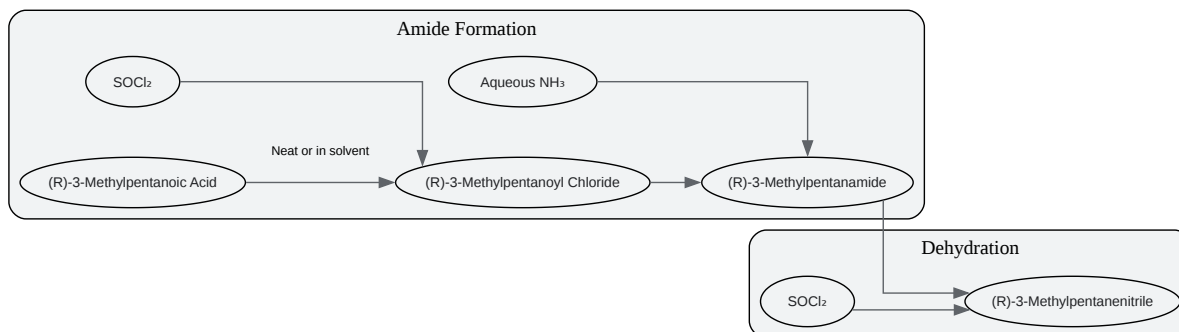 Amide Formation
SOCl₂
Aqueous NH₃
Neat or in solvent
(R)-3-Methylpentanoic Acid
(R)-3-Methylpentanoyl Chloride
(R)-3-Methylpentanamide
Dehydration
SOCl₂
(R)-3-Methylpentanenitrile